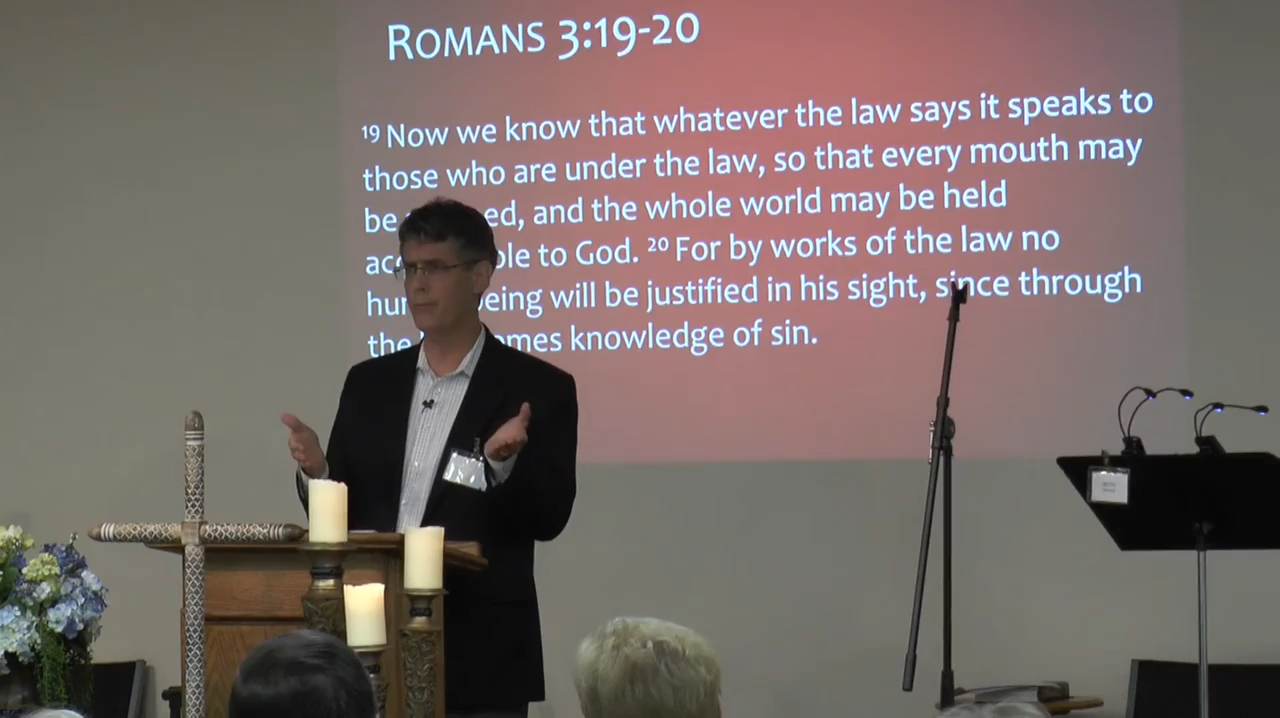 ROMANS 3:19-20
19 Now we know that whatever the law says it speaks to
those who are under the law, so that every mouth may
be ed, and the whole world may be held
ac ble to God. 20 For by works of the law no
hum being will be justified in his sight, since through
the mes knowledge of sin.